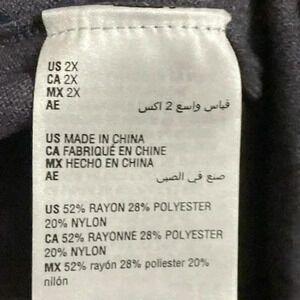 US 2X
CA 2X
MX 2X
AE قياس واسع 2 اكس
US MADE IN CHINA
CA FABRIQUÉ EN CHINE
MX HECHO EN CHINA
AE صنع في الصين
US 52% RAYON 28% POLYESTER
20% NYLON
CA 52% RAYONNE 28% POLYESTER
20% NYLON
MX 52% rayón 28% poliester 20%
nilón